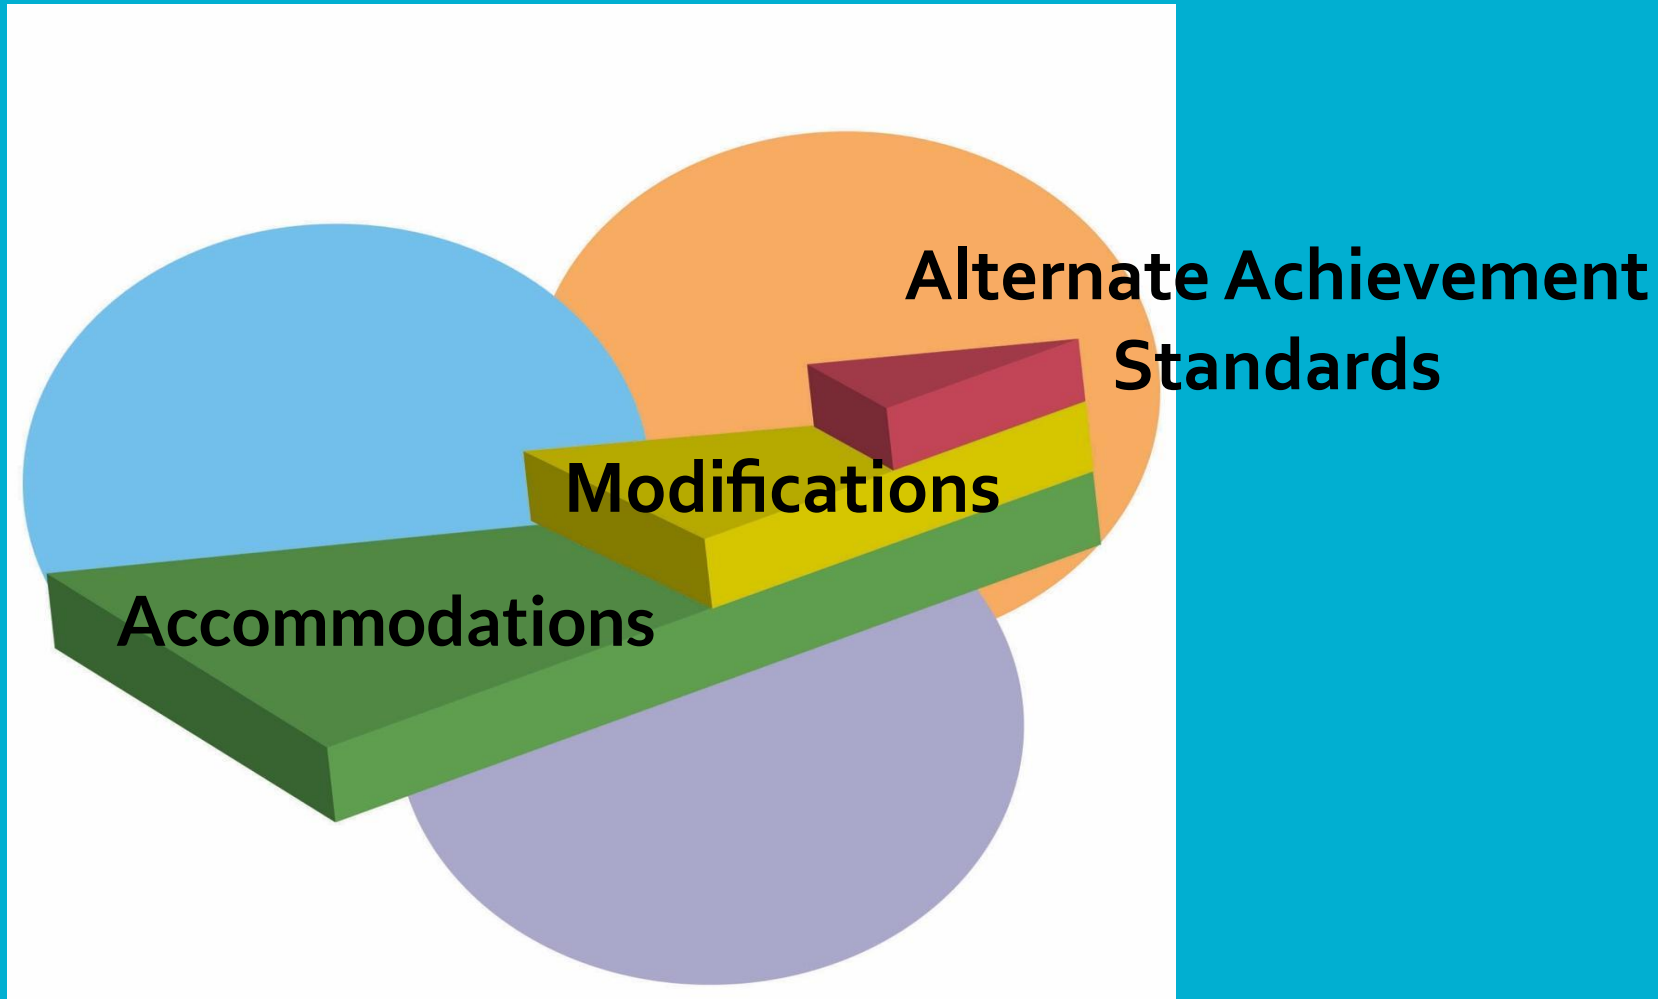 Alternate Achievement
Standards
Modifications
Accommodations